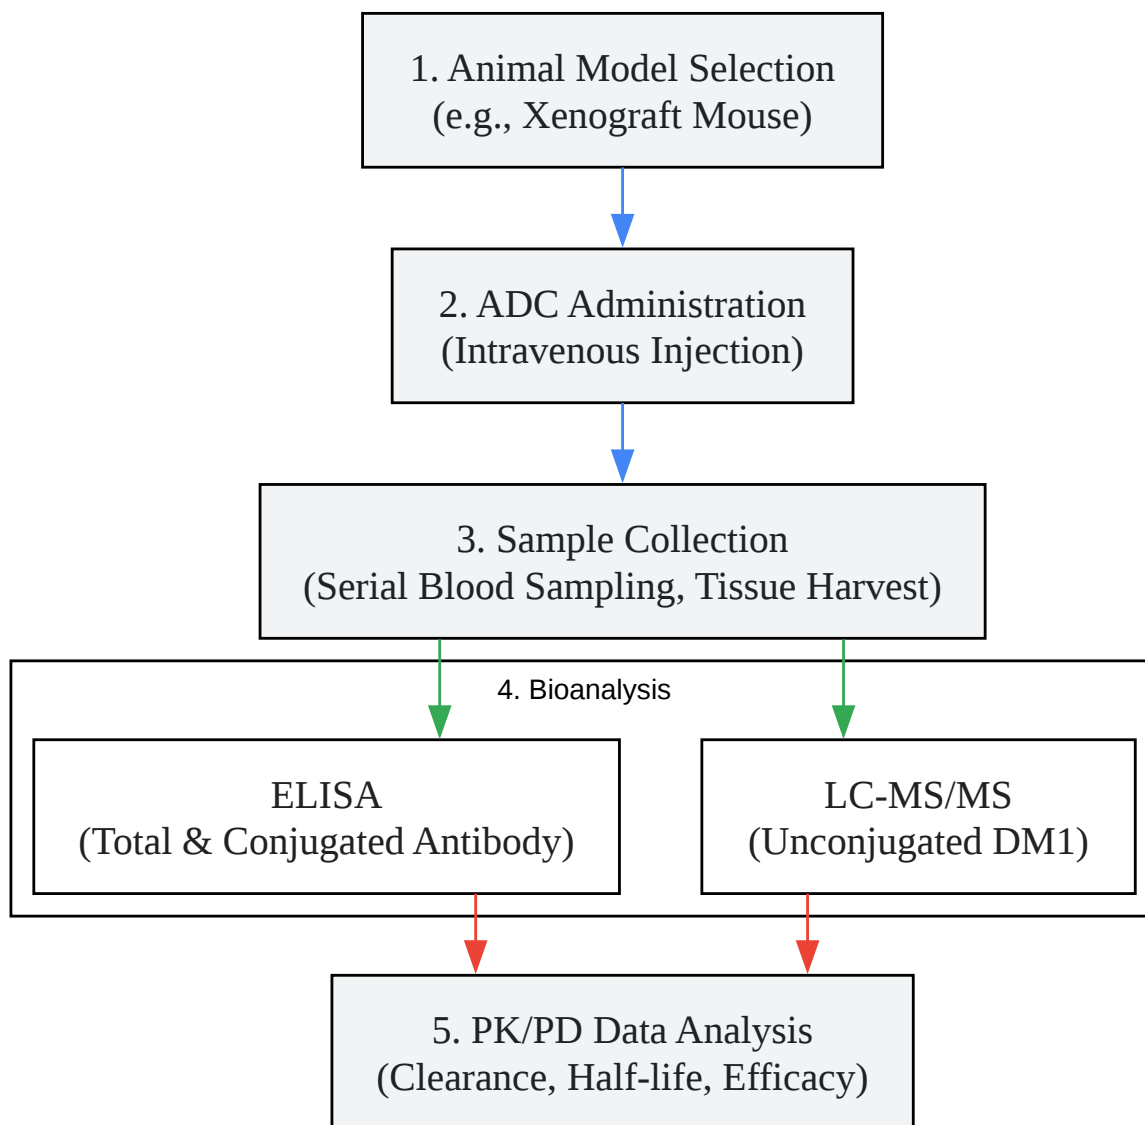 1. Animal Model Selection
(e.g., Xenograft Mouse)
2. ADC Administration
(Intravenous Injection)
3. Sample Collection
(Serial Blood Sampling, Tissue Harvest)
4. Bioanalysis
ELISA
(Total & Conjugated Antibody)
LC-MS/MS
(Unconjugated DM1)
5. PK/PD Data Analysis
(Clearance, Half-life, Efficacy)